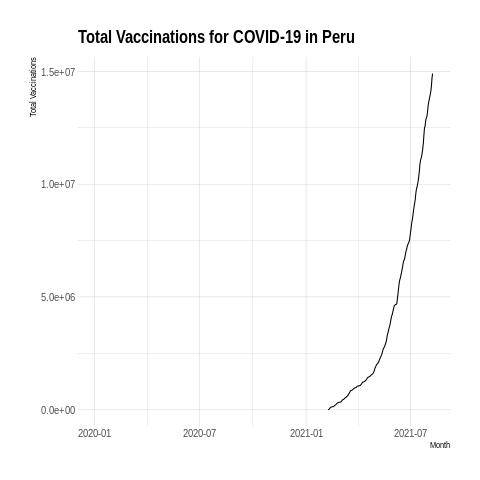 Total Vaccinations for COVID-19 in Peru
Total Vaccinations
1.5e+07
1.0e+07
5.0e+06
0.0e+00
2020-01
2020-07
2021-01
2021-07
Month